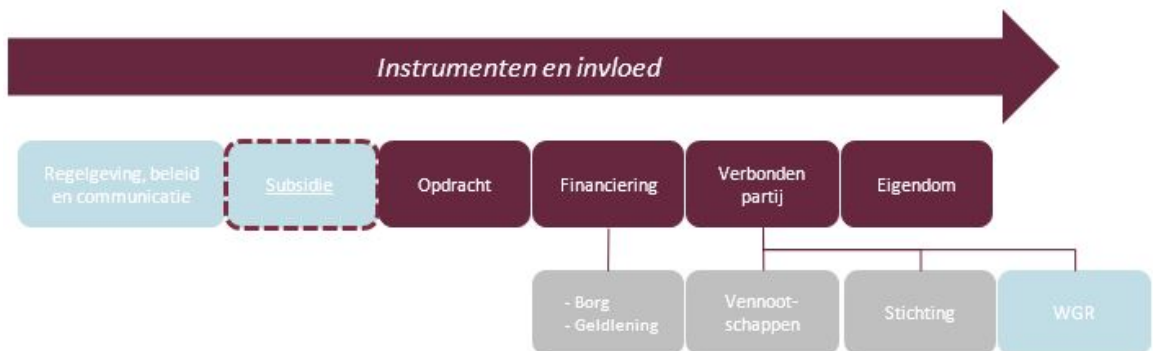 Instrumenten en invloed
Regelgeving, beleid
en communicatie
Subsidie
Opdracht
Financiering
Verbonden
partij
Eigendom
- Borg
- Geldlening
Vennoot-
schappen
Stichting
WGR